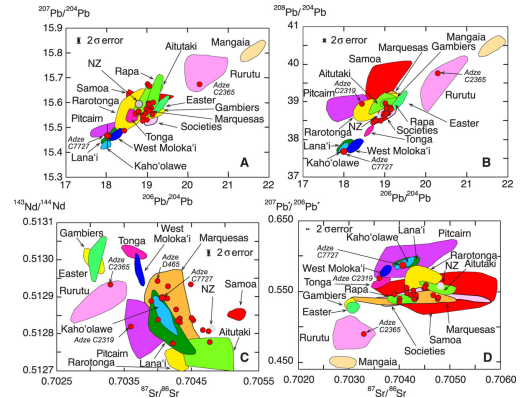 207Pb/204Pb
15.9
15.8
15.7
15.6
15.5
15.4
15.3
2σ error
Mangaia
Aitutaki
NZ
Rapa
Adze
C2365
Samoa
Rurutu
Rarotonga
Pitcairn
Easter
Gambiers
Marquesas
Societies
Adze
C7727
Tonga
West Moloka'i
Lana'i
Kaho'olawe
A
17 18 19 20 21 22
206Pb/204Pb
208Pb/204Pb
41
40
39
38
37
2σ error
Marquesas
Gambiers
Mangaia
Samoa
Aitutaki
Adze
C2319
Adze
C2365
Rurutu
Pitcairn
Rarotonga
NZ
Rapa
Societies
Tonga
Easter
Lana'i
West Moloka'i
Kaho'olawe
Adze
C7727
B
17 18 19 20 21 22
206Pb/204Pb
143Nd/144Nd
0.5131
0.5130
0.5129
0.5128
0.5127
Gambiers
Tonga
West
Moloka'i
Marquesas
2σ error
Adze
C2365
Adze
D465
Adze
C7727
Easter
Rurutu
NZ
Samoa
Kaho'olawe
Adze C2319
Aitutaki
Pitcairn
Rarotonga
Lana'i
C
0.7025 0.7035 0.7045 0.7055
87Sr/86Sr
207Pb*/206Pb*
0.650
0.550
0.450
2σ error
Lana'i
Kaho'olawe
Pitcairn
Adze
C7727
Rarotonga
West Moloka'i
NZ
Aitutaki
Tonga
Adze C2319
Rapa
Gambiers
Easter
Adze
C2365
Marquesas
Samoa
Rurutu
Societies
Mangaia
D
0.7020 0.7030 0.7040 0.7050 0.7060
87Sr/86Sr